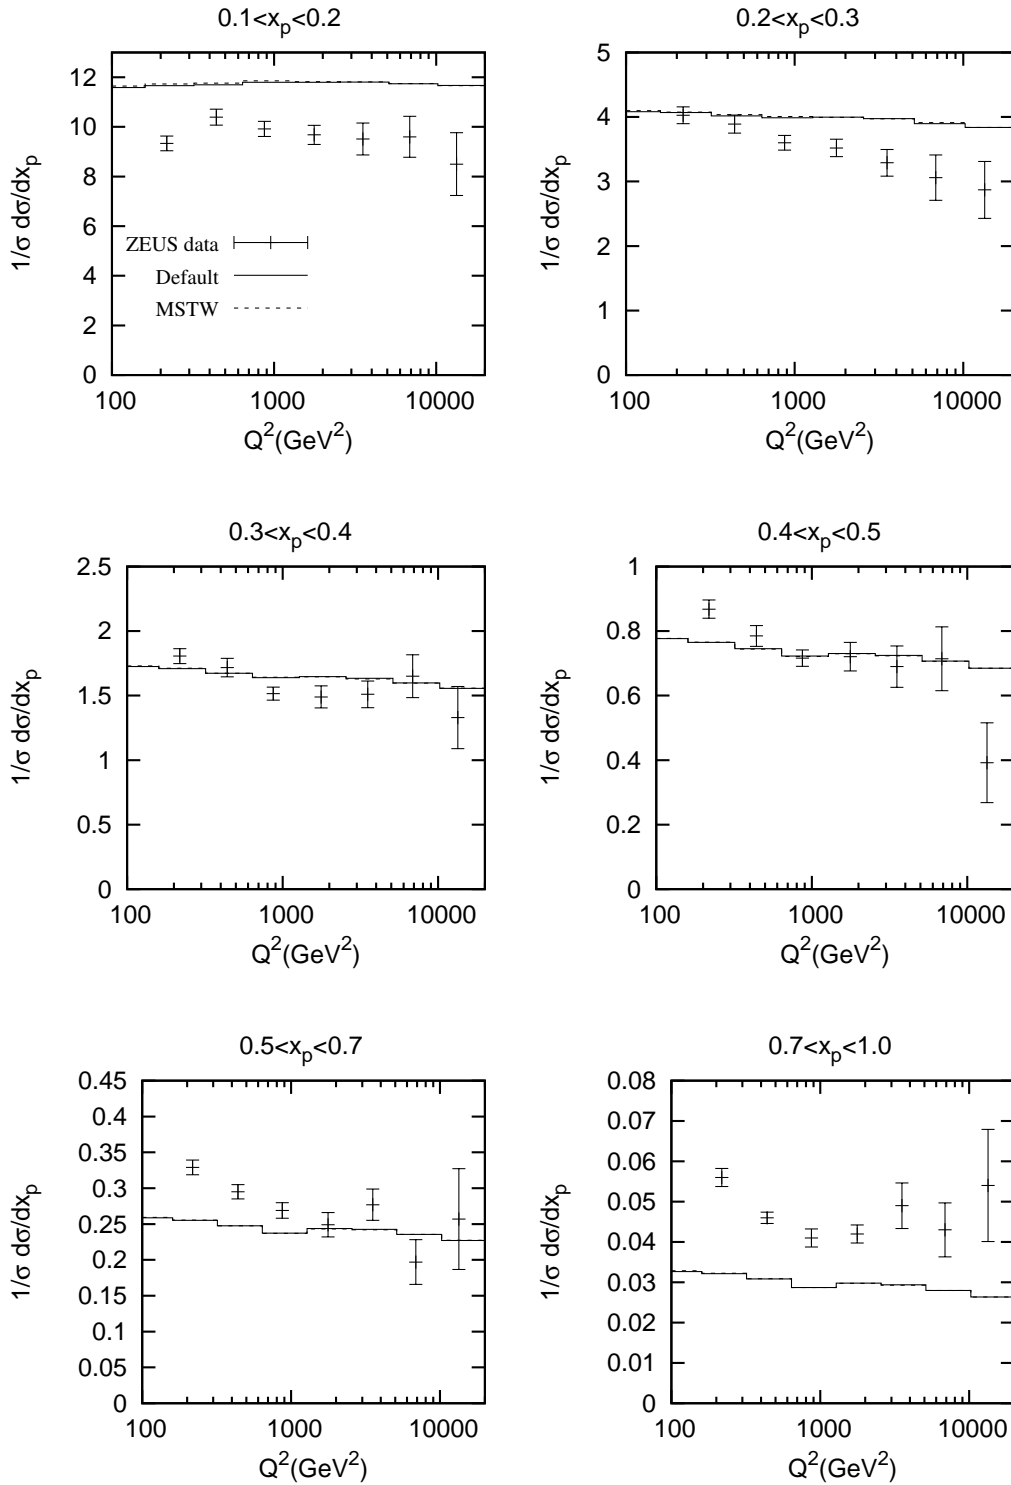 0.1<x_p<0.2
1/σ dσ/dx_p
12
10
8
6
4
2
0
ZEUS data
Default
MSTW
100 1000 10000
Q^2(GeV^2)
0.2<x_p<0.3
1/σ dσ/dx_p
5
4
3
2
1
0
100 1000 10000
Q^2(GeV^2)
0.3<x_p<0.4
1/σ dσ/dx_p
2.5
2
1.5
1
0.5
0
100 1000 10000
Q^2(GeV^2)
0.4<x_p<0.5
1/σ dσ/dx_p
1
0.8
0.6
0.4
0.2
0
100 1000 10000
Q^2(GeV^2)
0.5<x_p<0.7
1/σ dσ/dx_p
0.45
0.4
0.35
0.3
0.25
0.2
0.15
0.1
0.05
0
100 1000 10000
Q^2(GeV^2)
0.7<x_p<1.0
1/σ dσ/dx_p
0.08
0.07
0.06
0.05
0.04
0.03
0.02
0.01
0
100 1000 10000
Q^2(GeV^2)